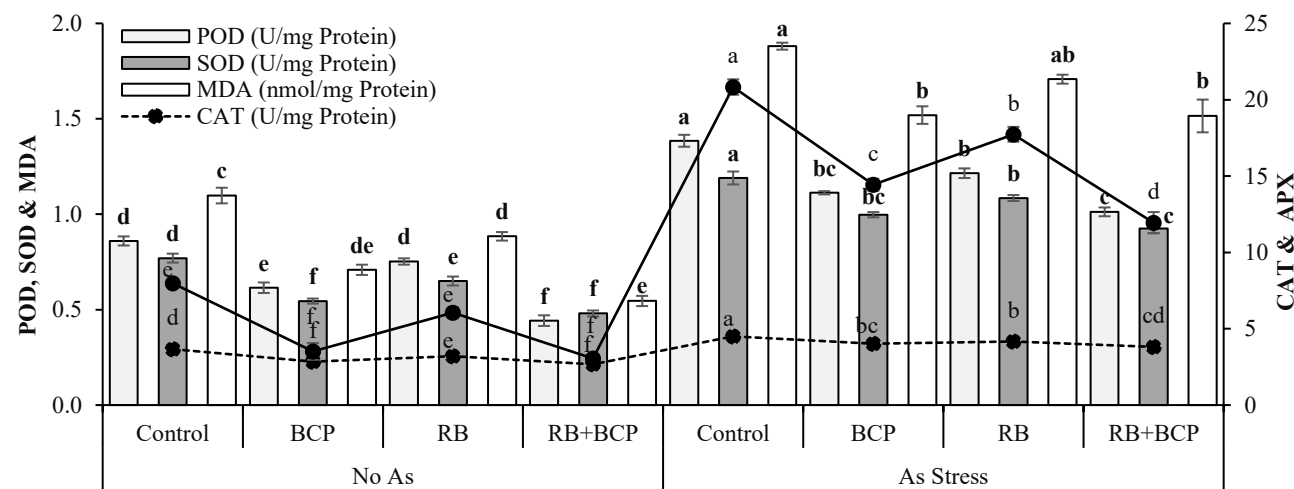 2.0
1.5
1.0
0.5
0.0
POD, SOD & MDA
POD (U/mg Protein)
SOD (U/mg Protein)
MDA (nmol/mg Protein)
CAT (U/mg Protein)
25
20
15
10
5
0
CAT & APX
d d c
e
d
e f de
f
f
d e d
e
e
f f e
f
f
a a a
a
a
bc bc b
c
bc
b b ab
b
b
c c b
d
cd
Control BCP RB RB+BCP Control BCP RB RB+BCP
No As As Stress